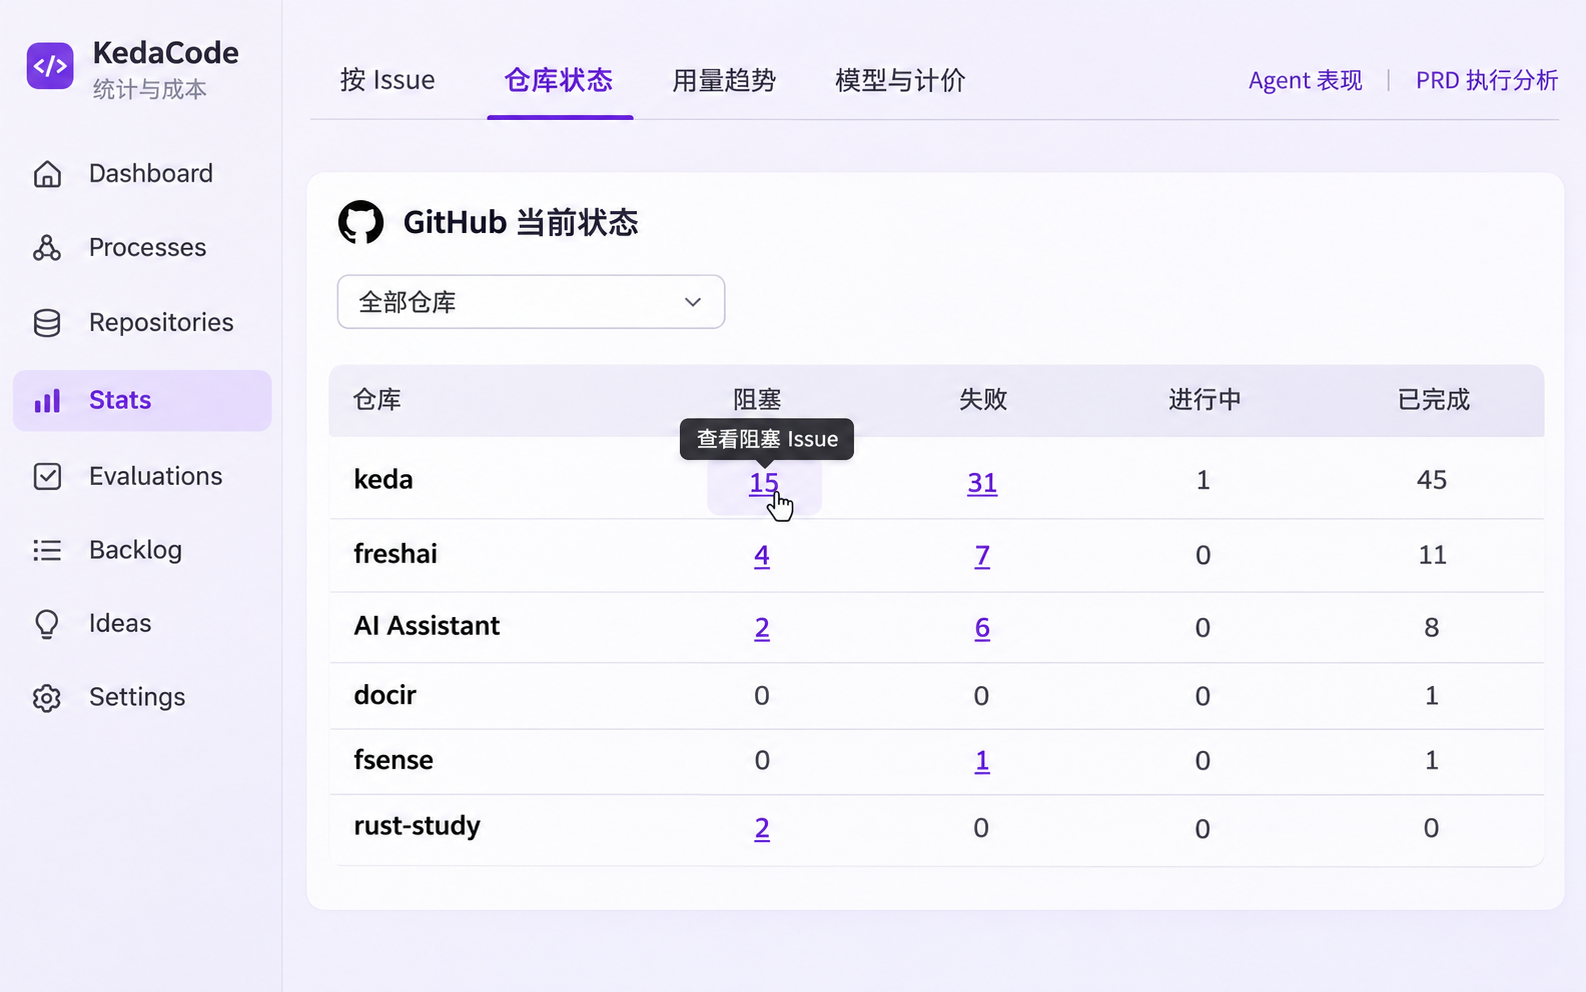 KedaCode
统计与成本
Dashboard
Processes
Repositories
Stats
Evaluations
Backlog
Ideas
Settings
按 Issue 仓库状态 用量趋势 模型与计价 Agent 表现 | PRD 执行分析
GitHub 当前状态
全部仓库
仓库 阻塞 失败 进行中 已完成
查看阻塞 Issue
keda 15 31 1 45
freshai 4 7 0 11
AI Assistant 2 6 0 8
docir 0 0 0 1
fsense 0 1 0 1
rust-study 2 0 0 0